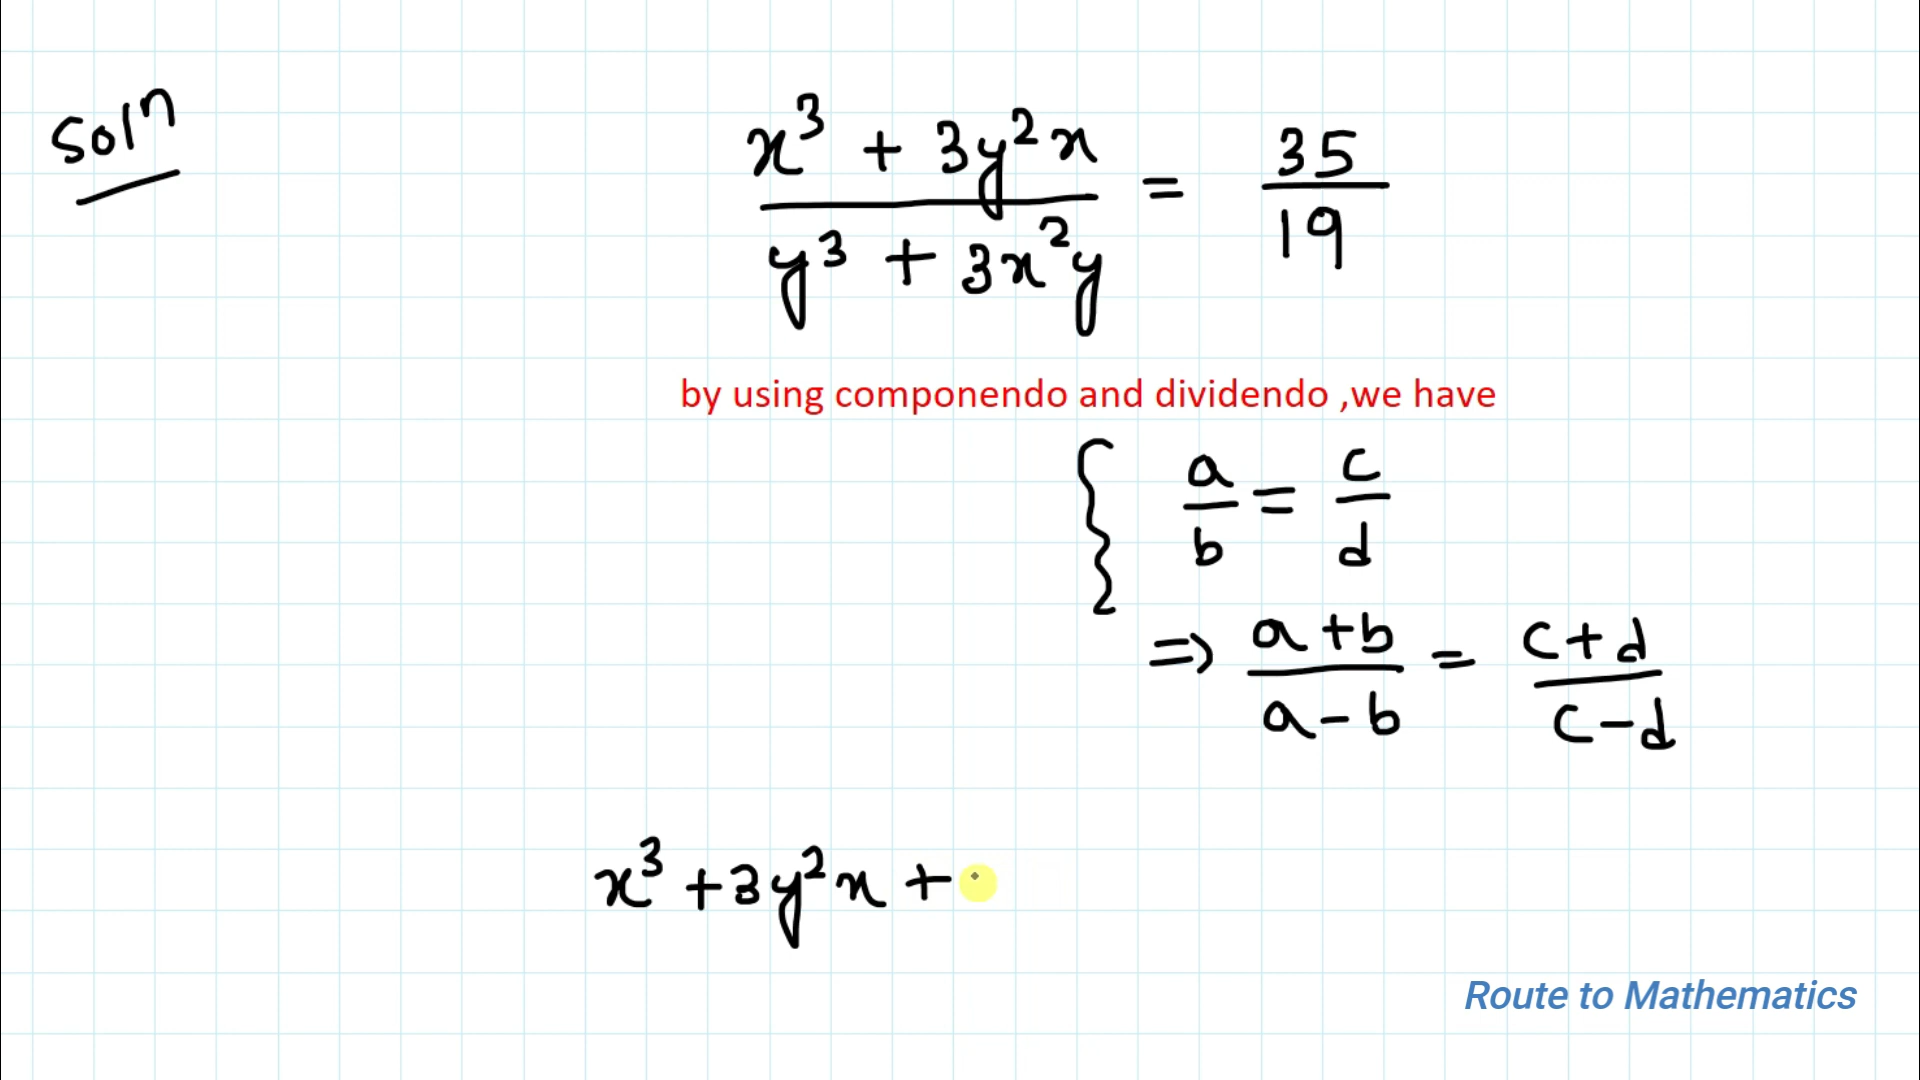 Solⁿ
x³ + 3y²x / y³ + 3x²y = 35/19
by using componendo and dividendo ,we have
{ a/b = c/d
⇒ a+b / a-b = c+d / c-d
x³ +3y²x +
Route to Mathematics